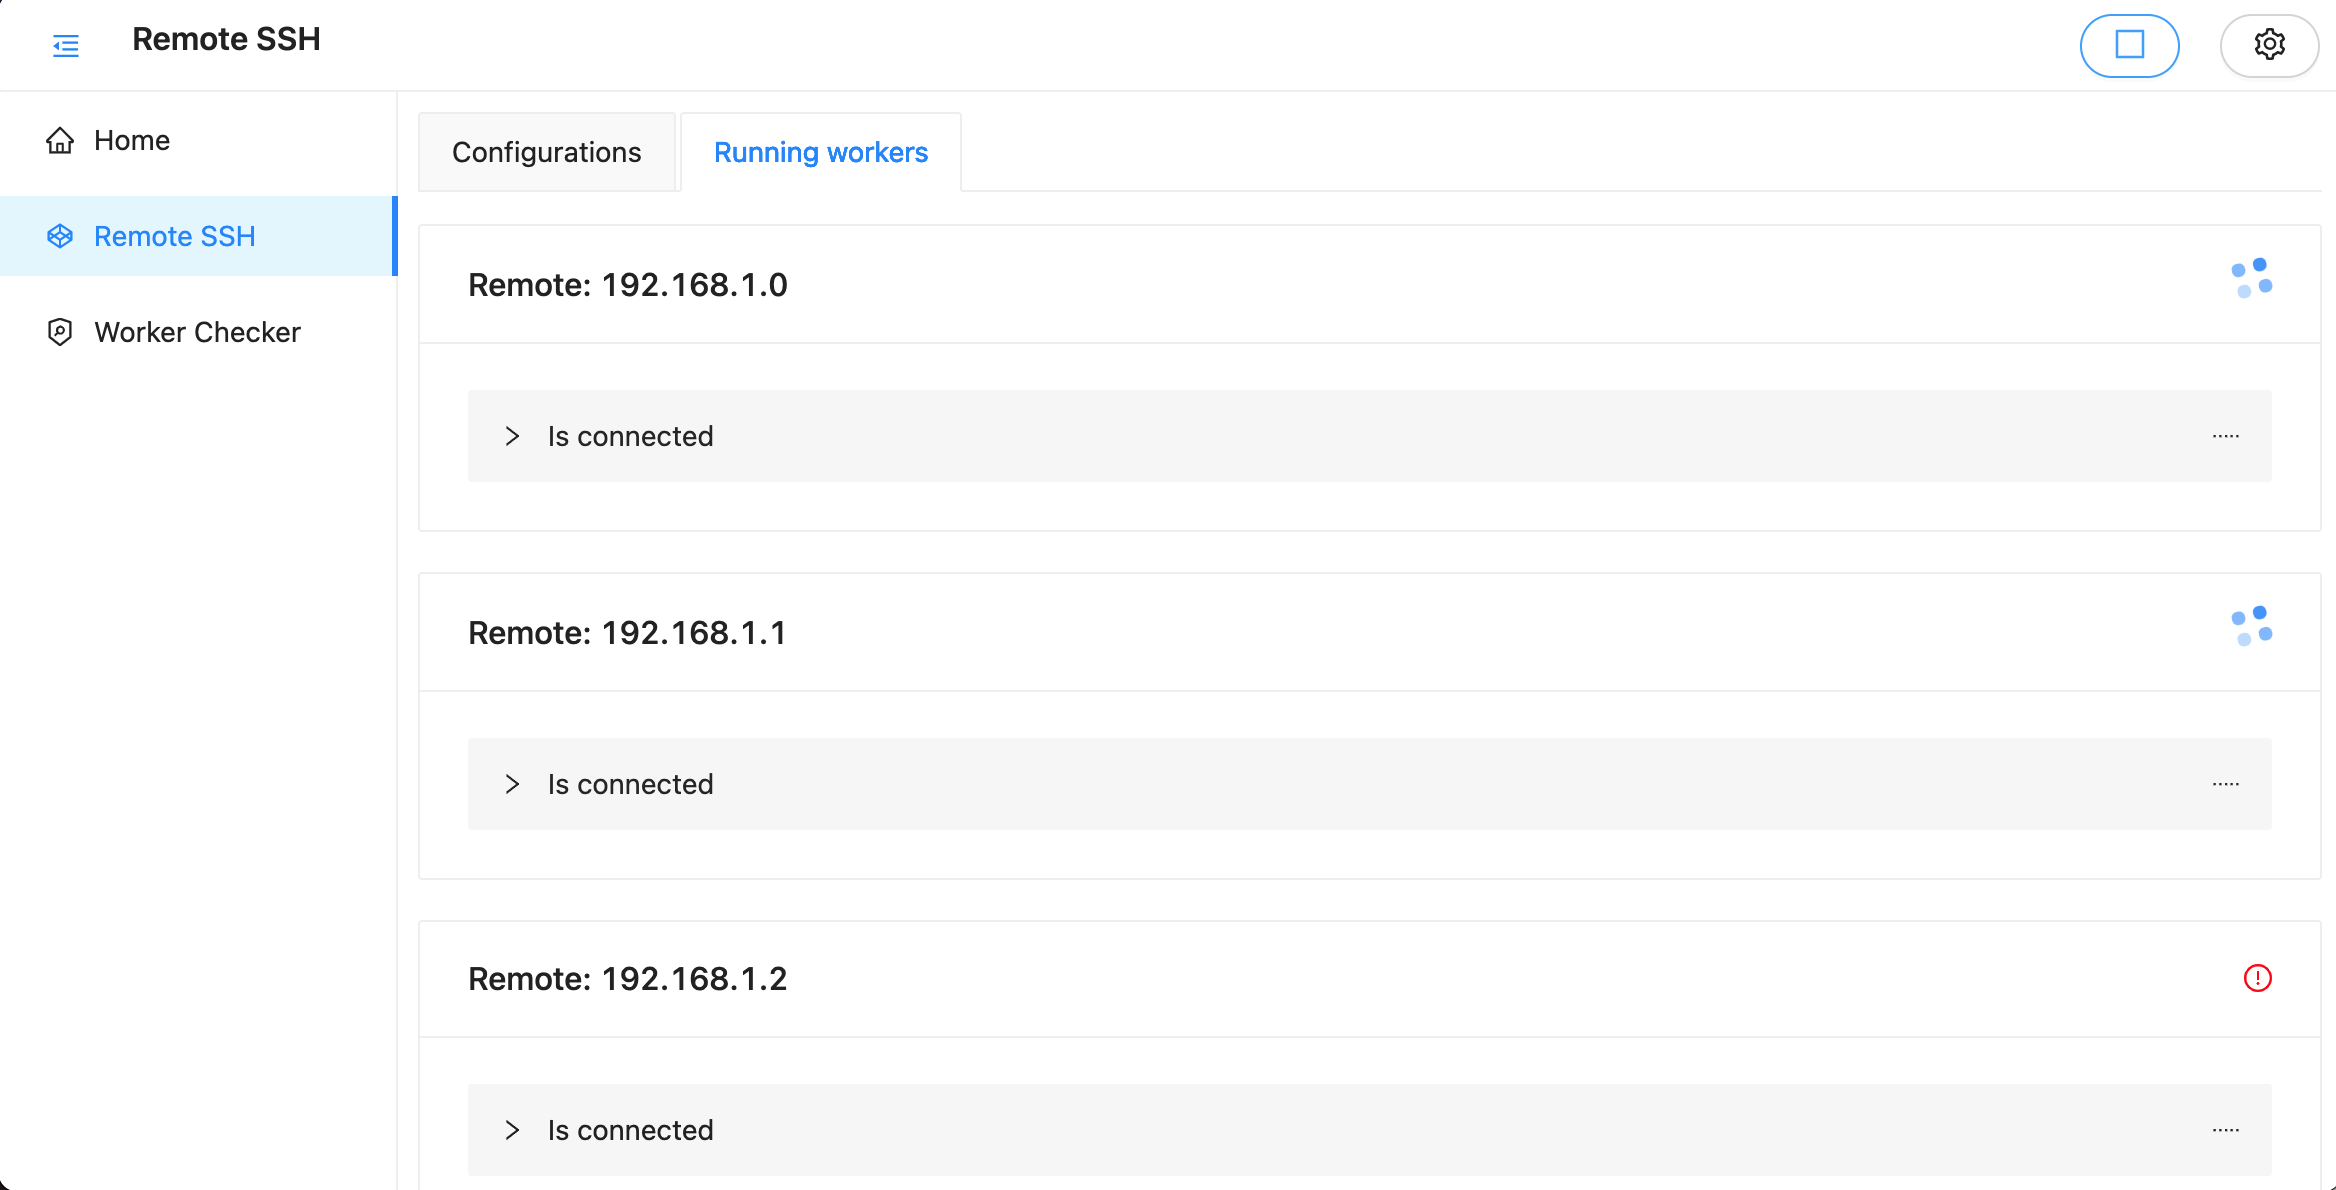 Remote SSH
Home
Remote SSH
Worker Checker
Configurations
Running workers
Remote: 192.168.1.0
Is connected
Remote: 192.168.1.1
Is connected
Remote: 192.168.1.2
Is connected